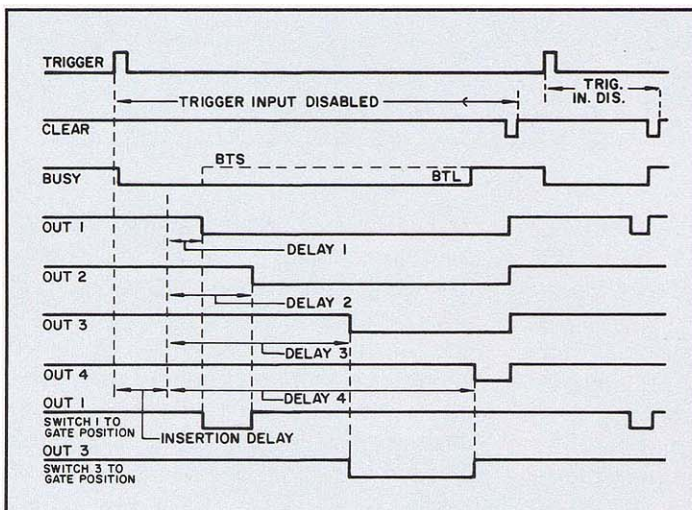 TRIGGER
TRIGGER INPUT DISABLED
TRIG.
IN. DIS.
CLEAR
BTS
BUSY
BTL
OUT 1
DELAY 1
OUT 2
DELAY 2
OUT 3
DELAY 3
OUT 4
DELAY 4
OUT 1
SWITCH 1 TO
GATE POSITION
INSERTION DELAY
OUT 3
SWITCH 3 TO
GATE POSITION